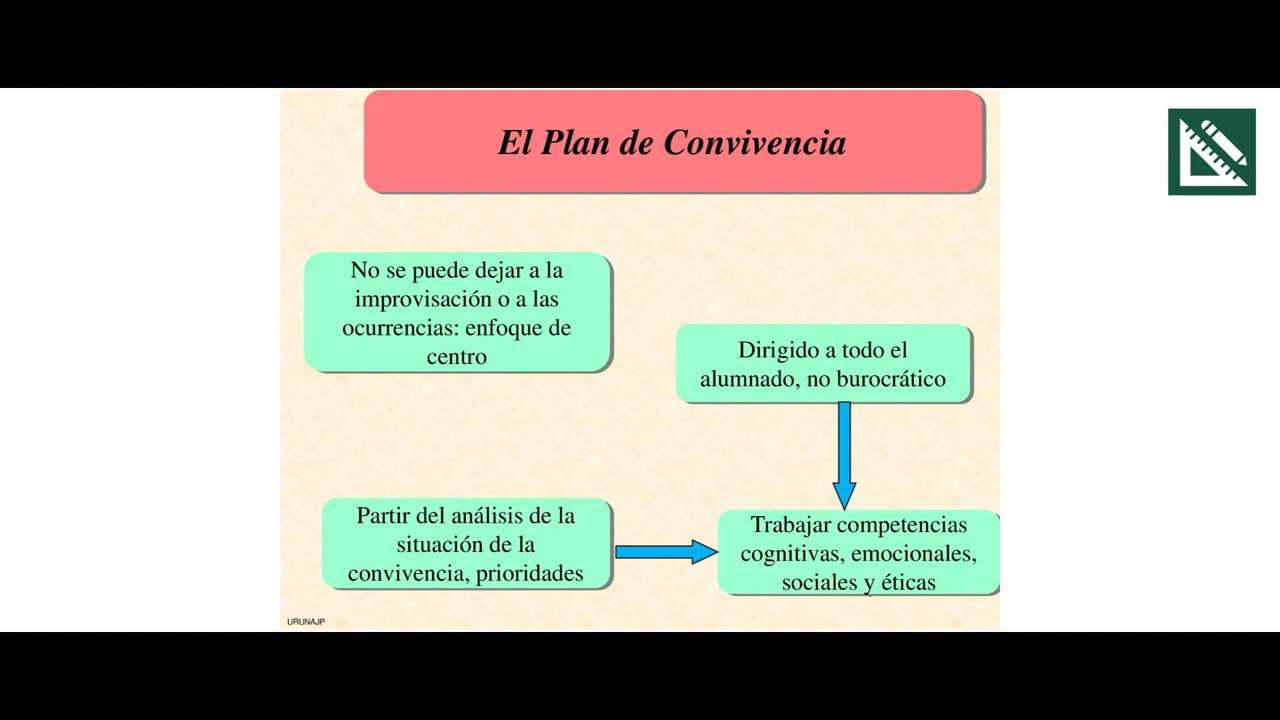 El Plan de Convivencia
No se puede dejar a la
improvisación o a las
ocurrencias: enfoque de
centro
Dirigido a todo el
alumnado, no burocrático
Partir del análisis de la
situación de la
convivencia, prioridades
Trabajar competencias
cognitivas, emocionales,
sociales y éticas
URUNAJP